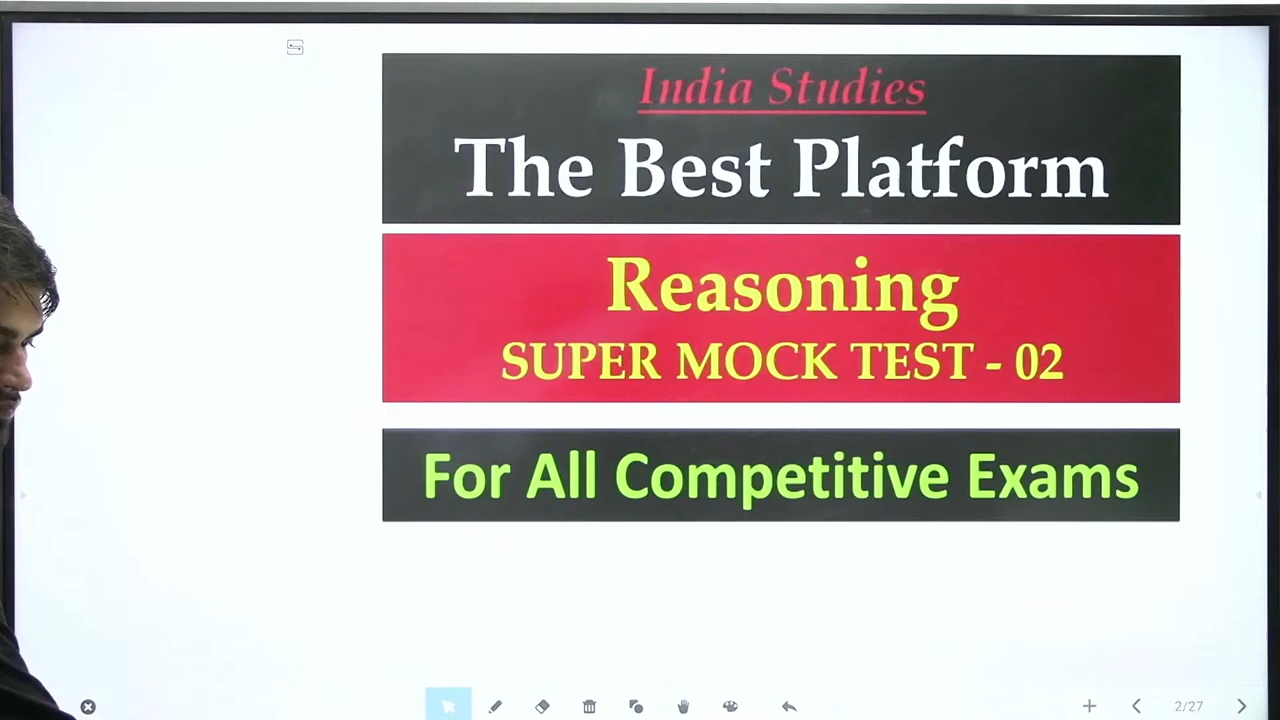 India Studies
The Best Platform
Reasoning
SUPER MOCK TEST - 02
For All Competitive Exams
2/27